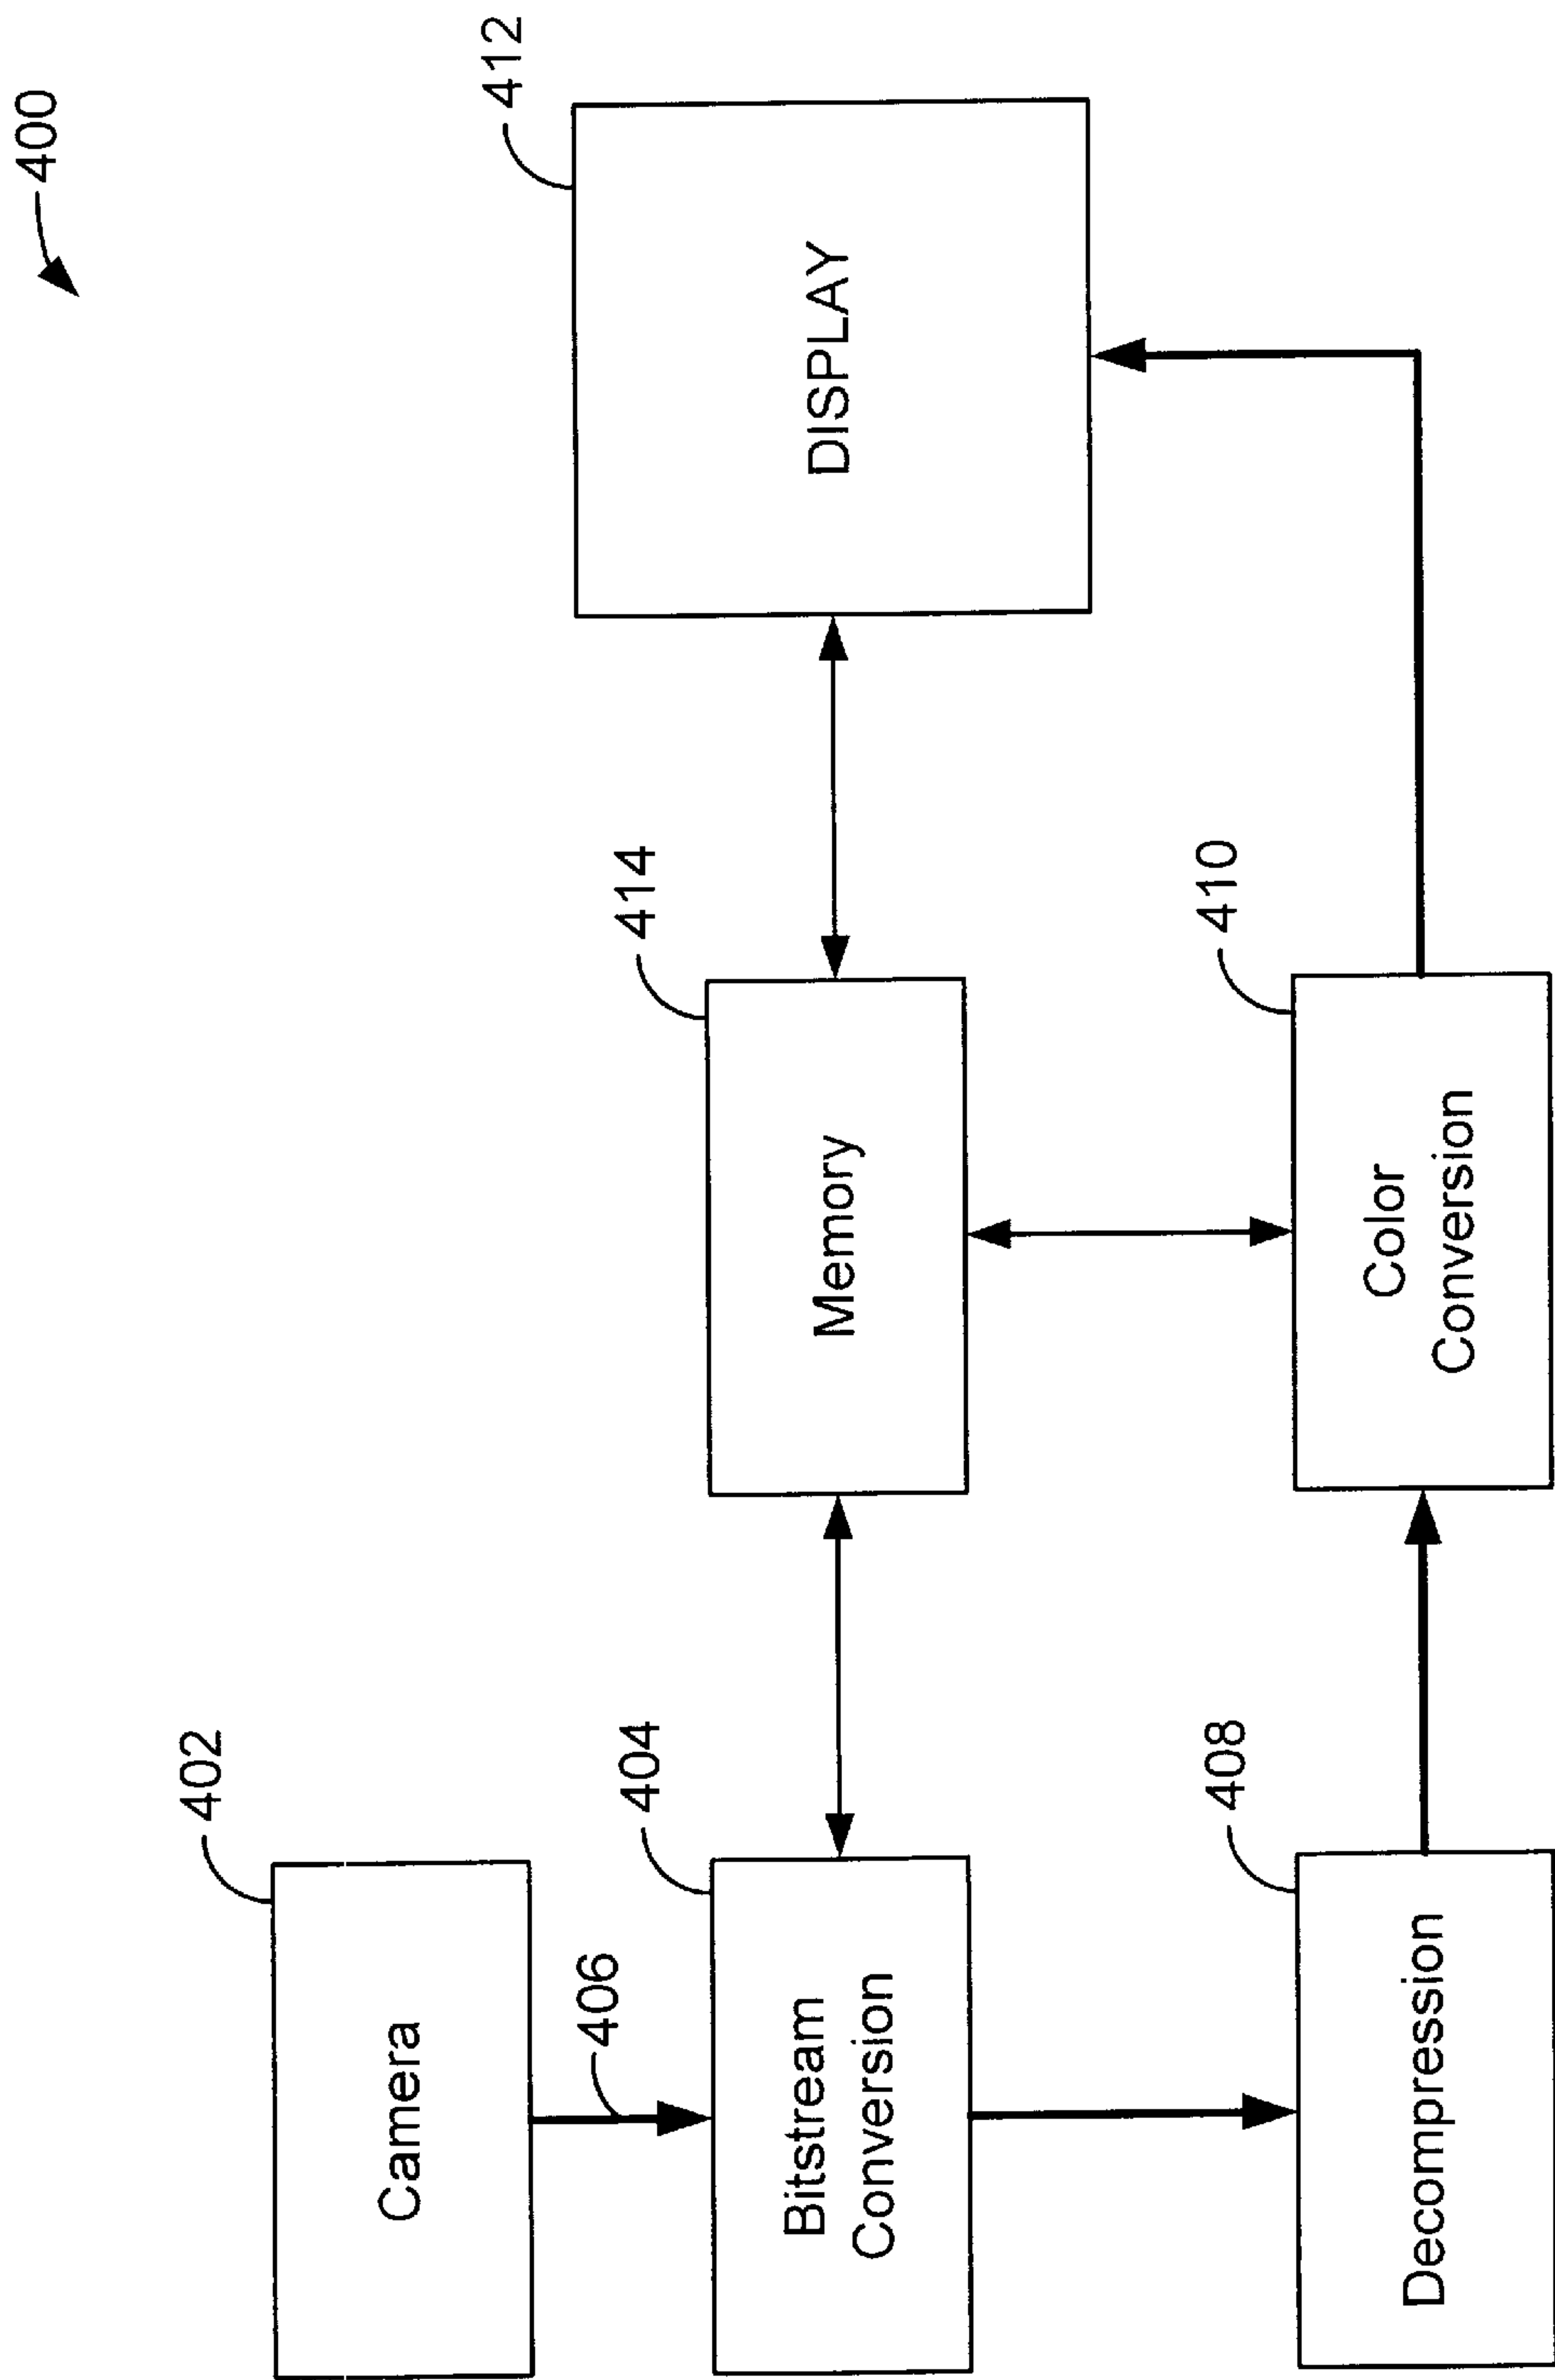 400
402
Camera
406
404
Bitstream
Conversion
414
Memory
412
DISPLAY
408
Decompression
410
Color
Conversion